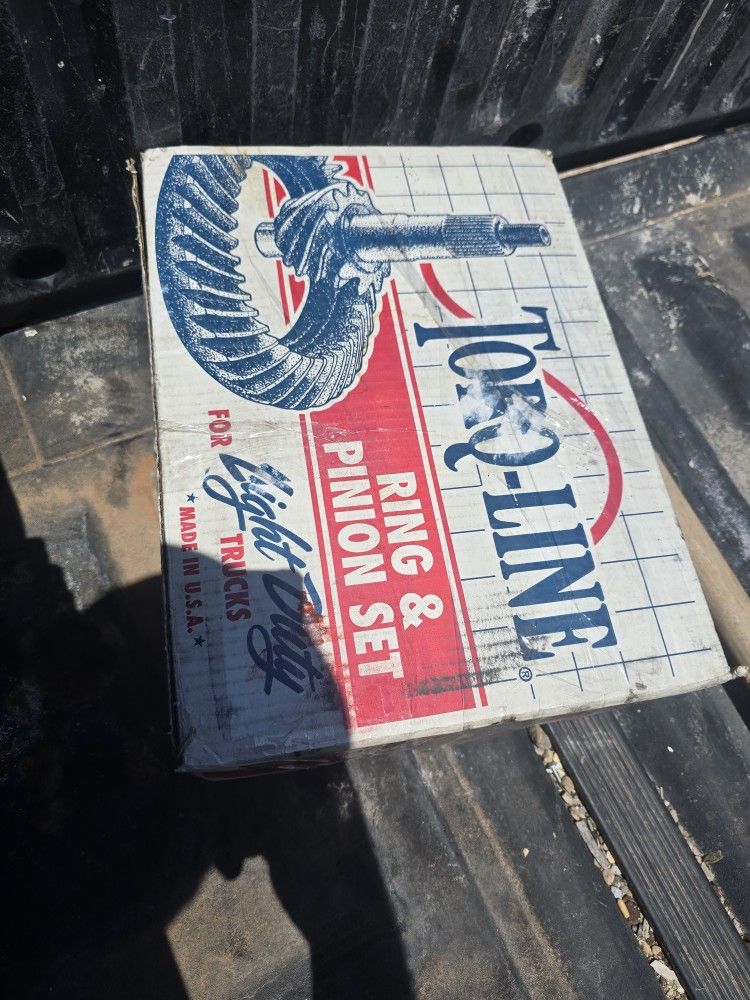 TORQ-LINE®
RING &
PINION SET
FOR Light Duty
TRUCKS
★ MADE IN U.S.A. ★